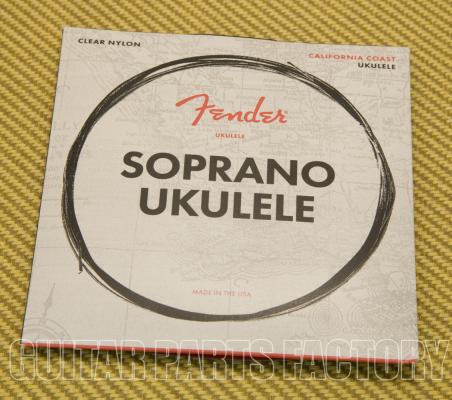 CLEAR NYLON
CALIFORNIA COAST
UKULELE
Fender
UKULELE
SOPRANO
UKULELE
MADE IN THE USA
GUITAR PARTS FACTORY